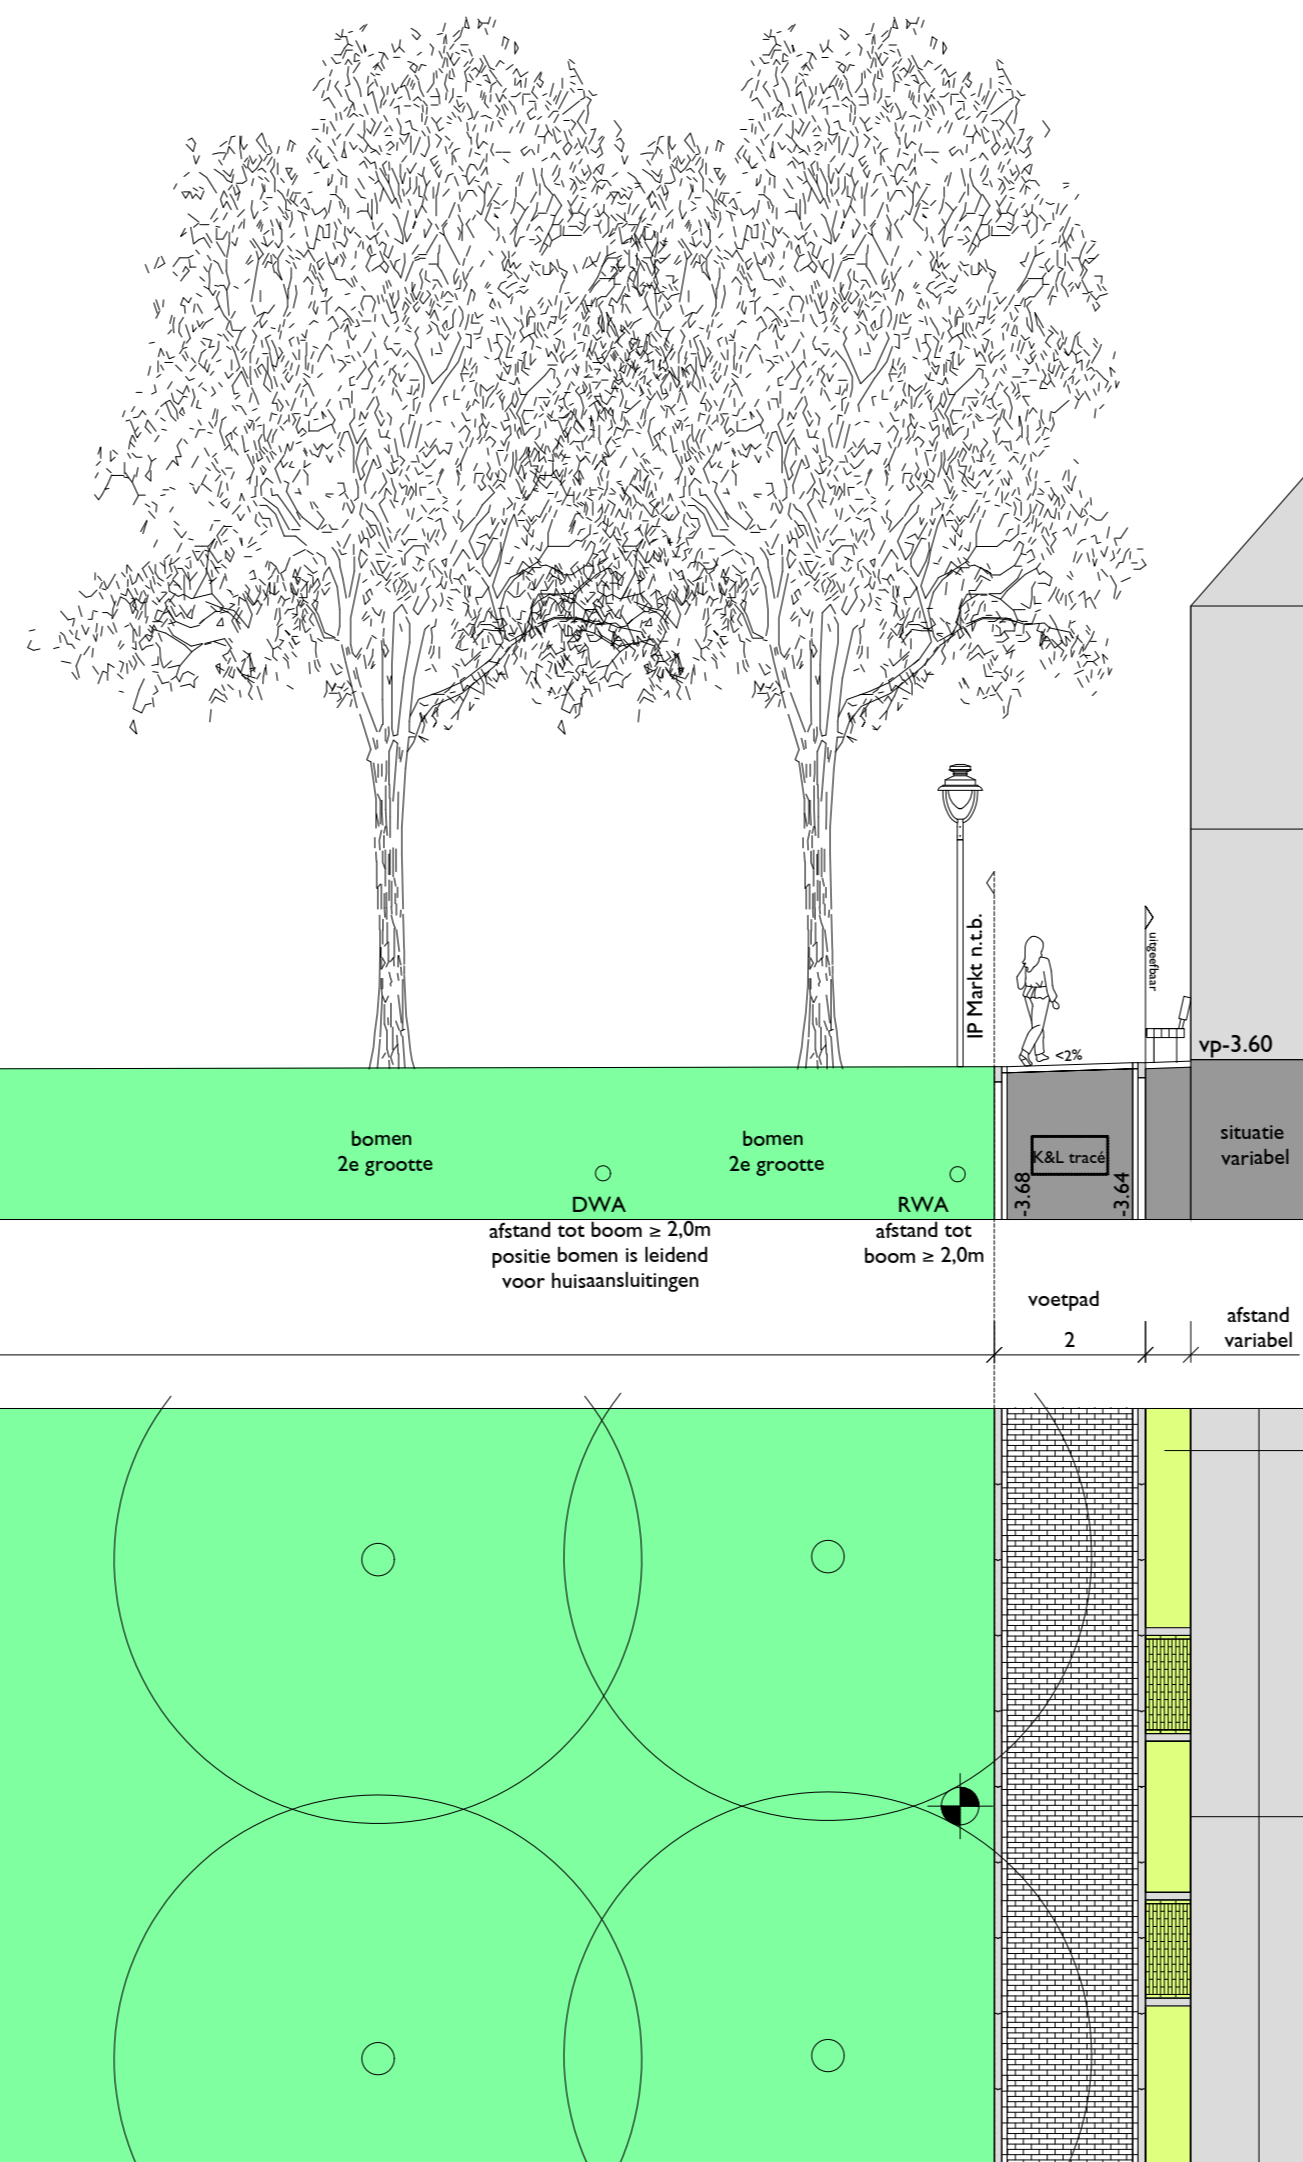 IP Markt n.t.b.
uitgeefbaar
<2%
vp-3.60
bomen
2e grootte
bomen
2e grootte
DWA
afstand tot boom ≥ 2,0m
positie bomen is leidend
voor huisaansluitingen
RWA
afstand tot
boom ≥ 2,0m
K&L tracé
-3.68
-3.64
situatie
variabel
voetpad
2
afstand
variabel